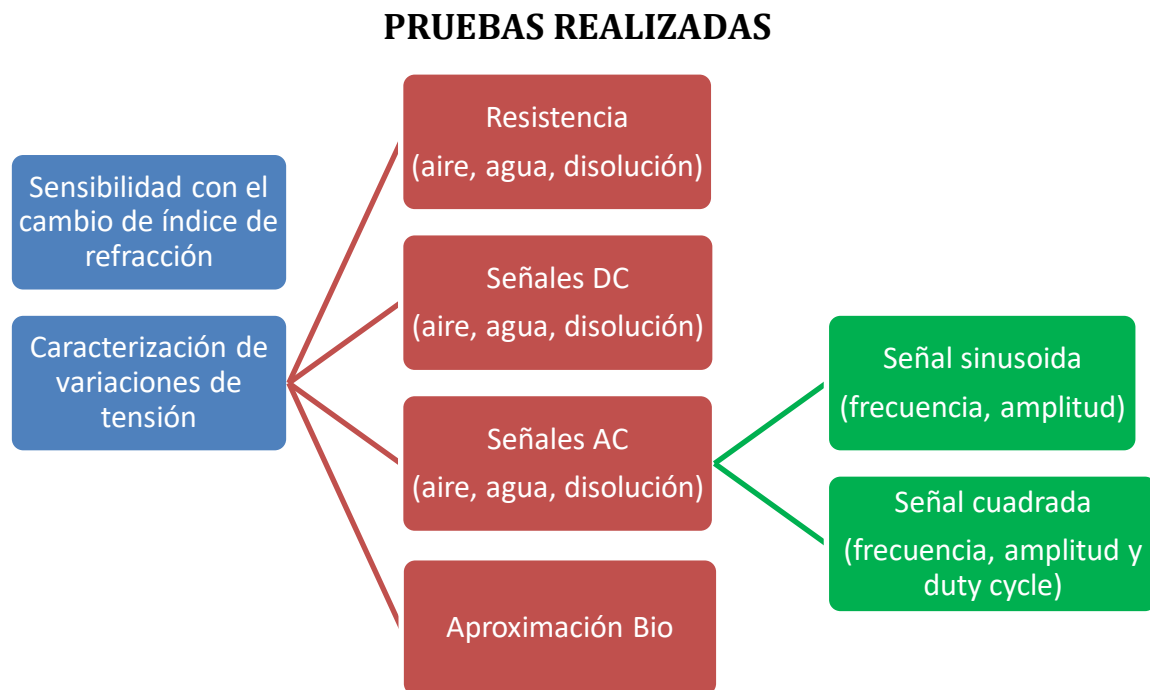 PRUEBAS REALIZADAS
Sensibilidad con el
cambio de índice de
refracción
Caracterización de
variaciones de
tensión
Resistencia
(aire, agua, disolución)
Señales DC
(aire, agua, disolución)
Señales AC
(aire, agua, disolución)
Aproximación Bio
Señal sinusoida
(frecuencia, amplitud)
Señal cuadrada
(frecuencia, amplitud y
duty cycle)